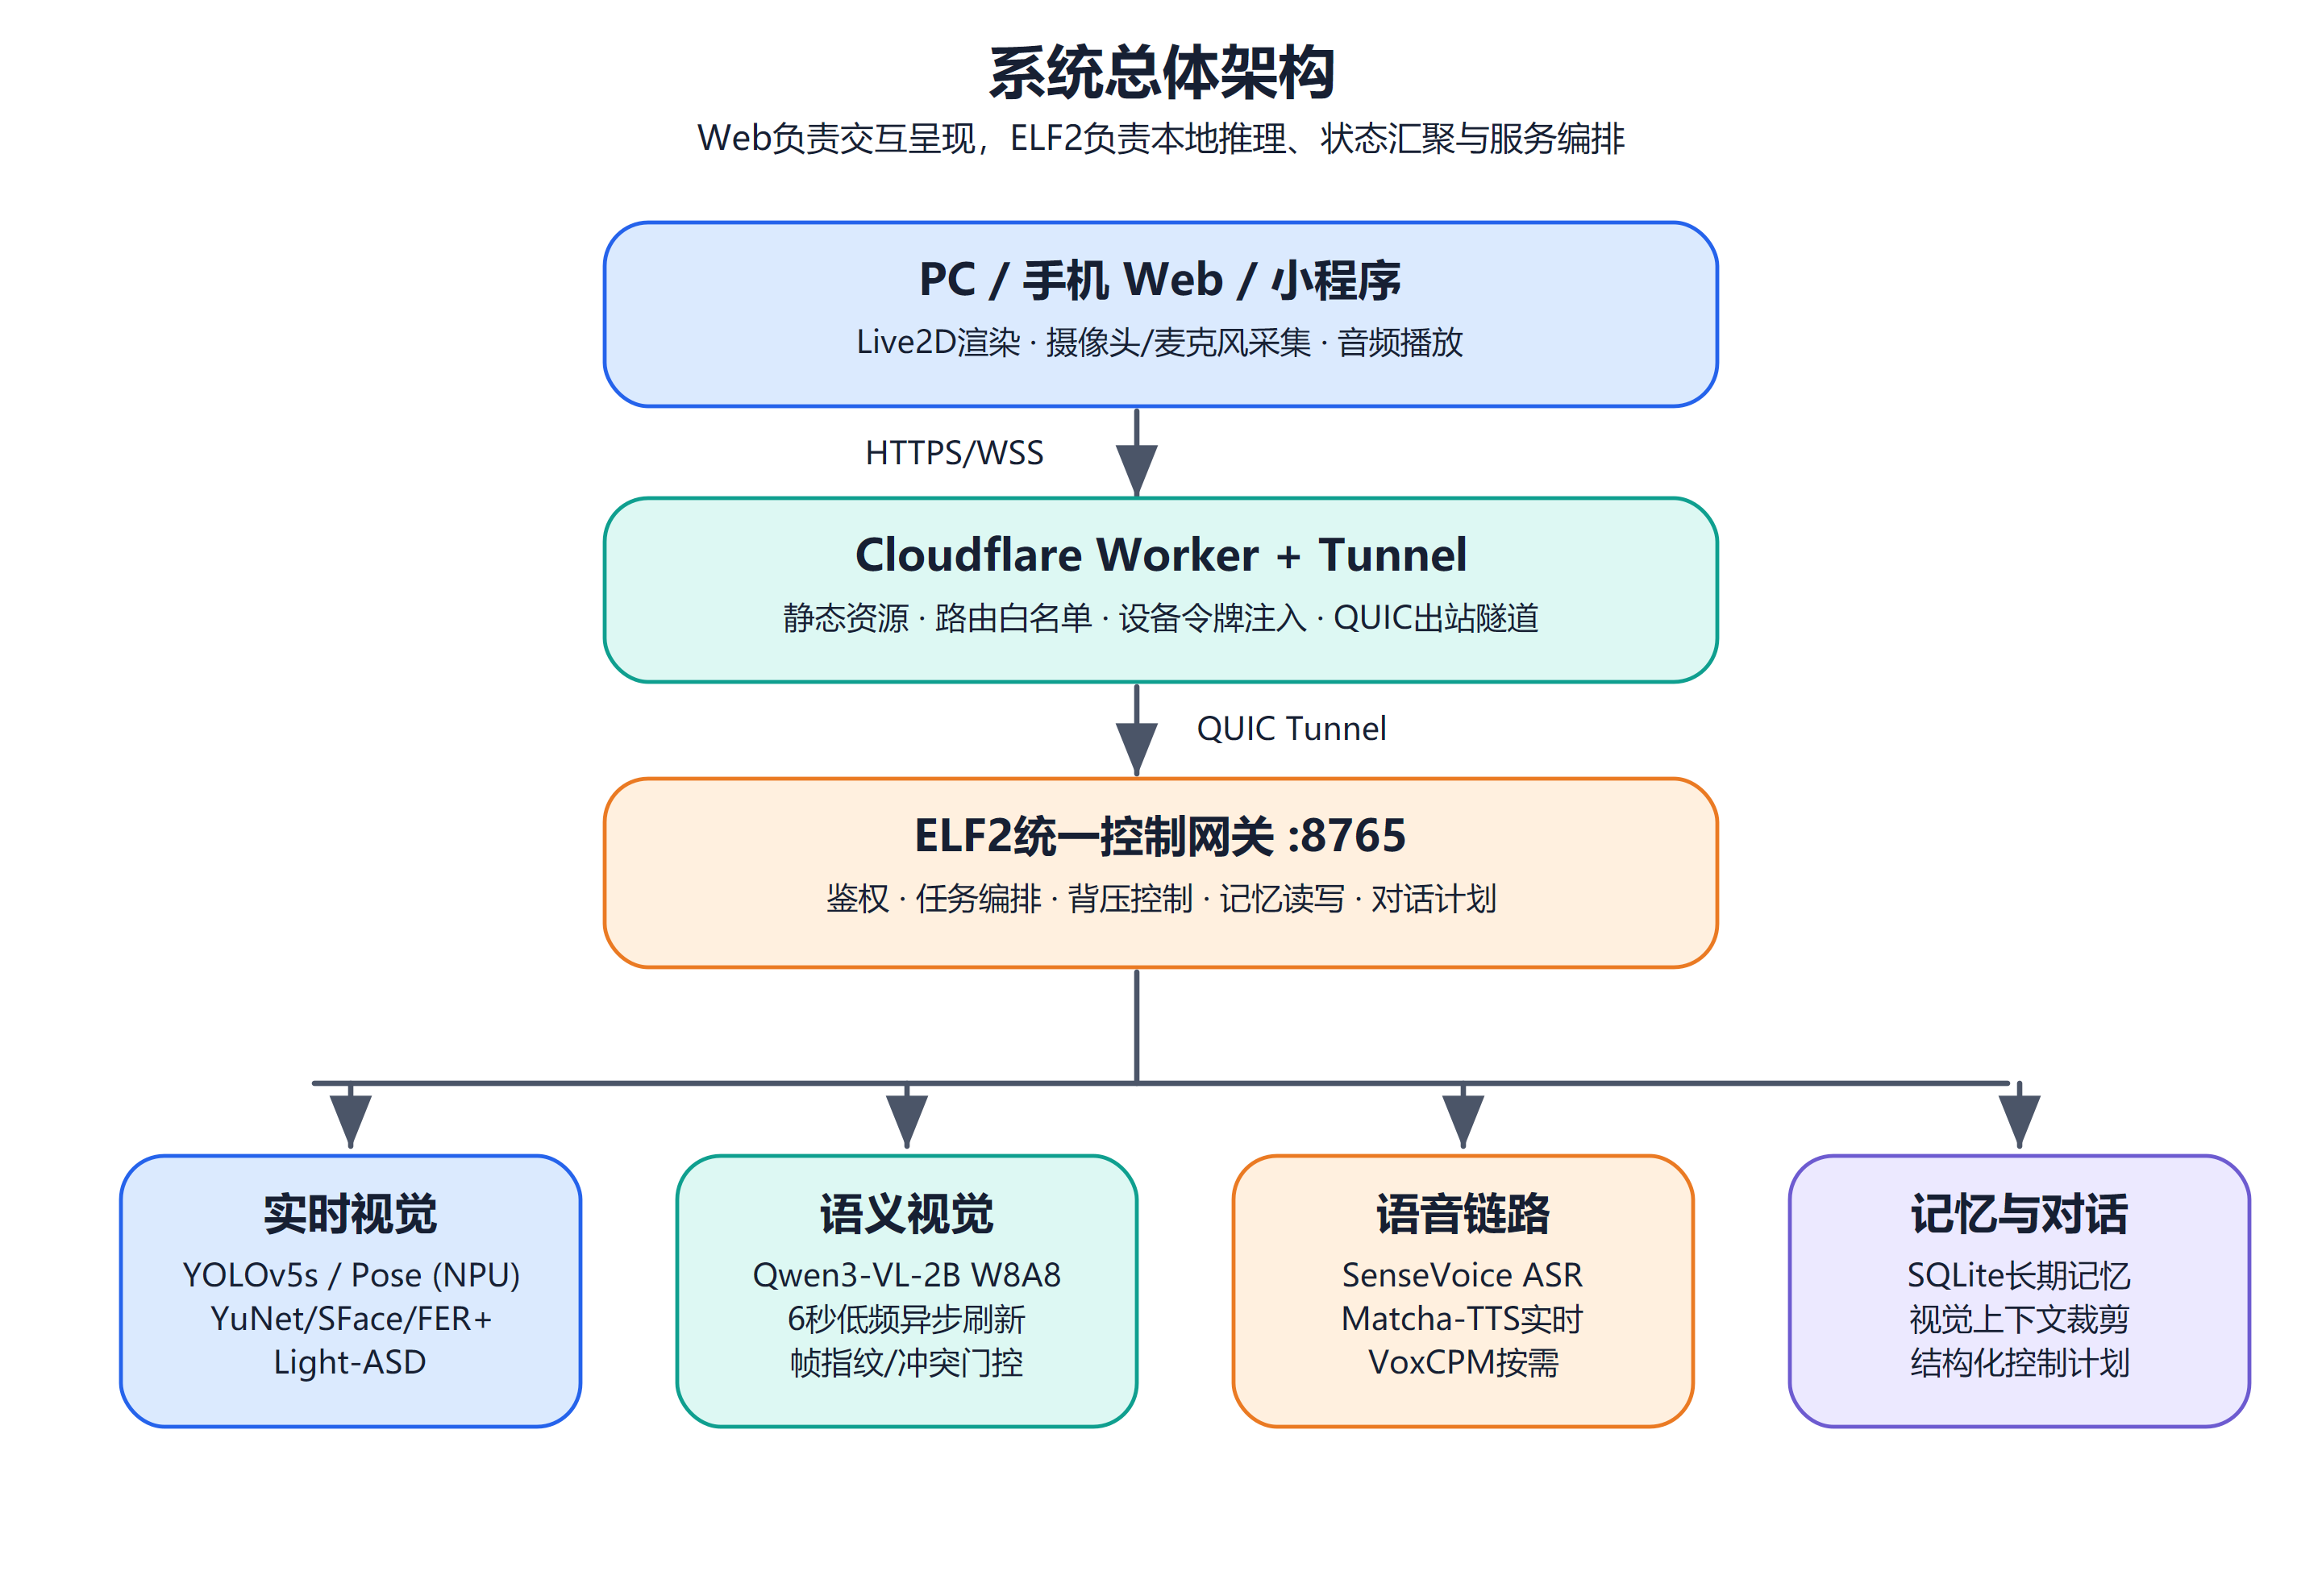 系统总体架构
Web负责交互呈现，ELF2负责本地推理、状态汇聚与服务编排
PC / 手机 Web / 小程序
Live2D渲染 · 摄像头/麦克风采集 · 音频播放
HTTPS/WSS
Cloudflare Worker + Tunnel
静态资源 · 路由白名单 · 设备令牌注入 · QUIC出站隧道
QUIC Tunnel
ELF2统一控制网关 :8765
鉴权 · 任务编排 · 背压控制 · 记忆读写 · 对话计划
实时视觉
YOLOv5s / Pose (NPU)
YuNet/SFace/FER+
Light-ASD
语义视觉
Qwen3-VL-2B W8A8
6秒低频异步刷新
帧指纹/冲突门控
语音链路
SenseVoice ASR
Matcha-TTS实时
VoxCPM按需
记忆与对话
SQLite长期记忆
视觉上下文裁剪
结构化控制计划